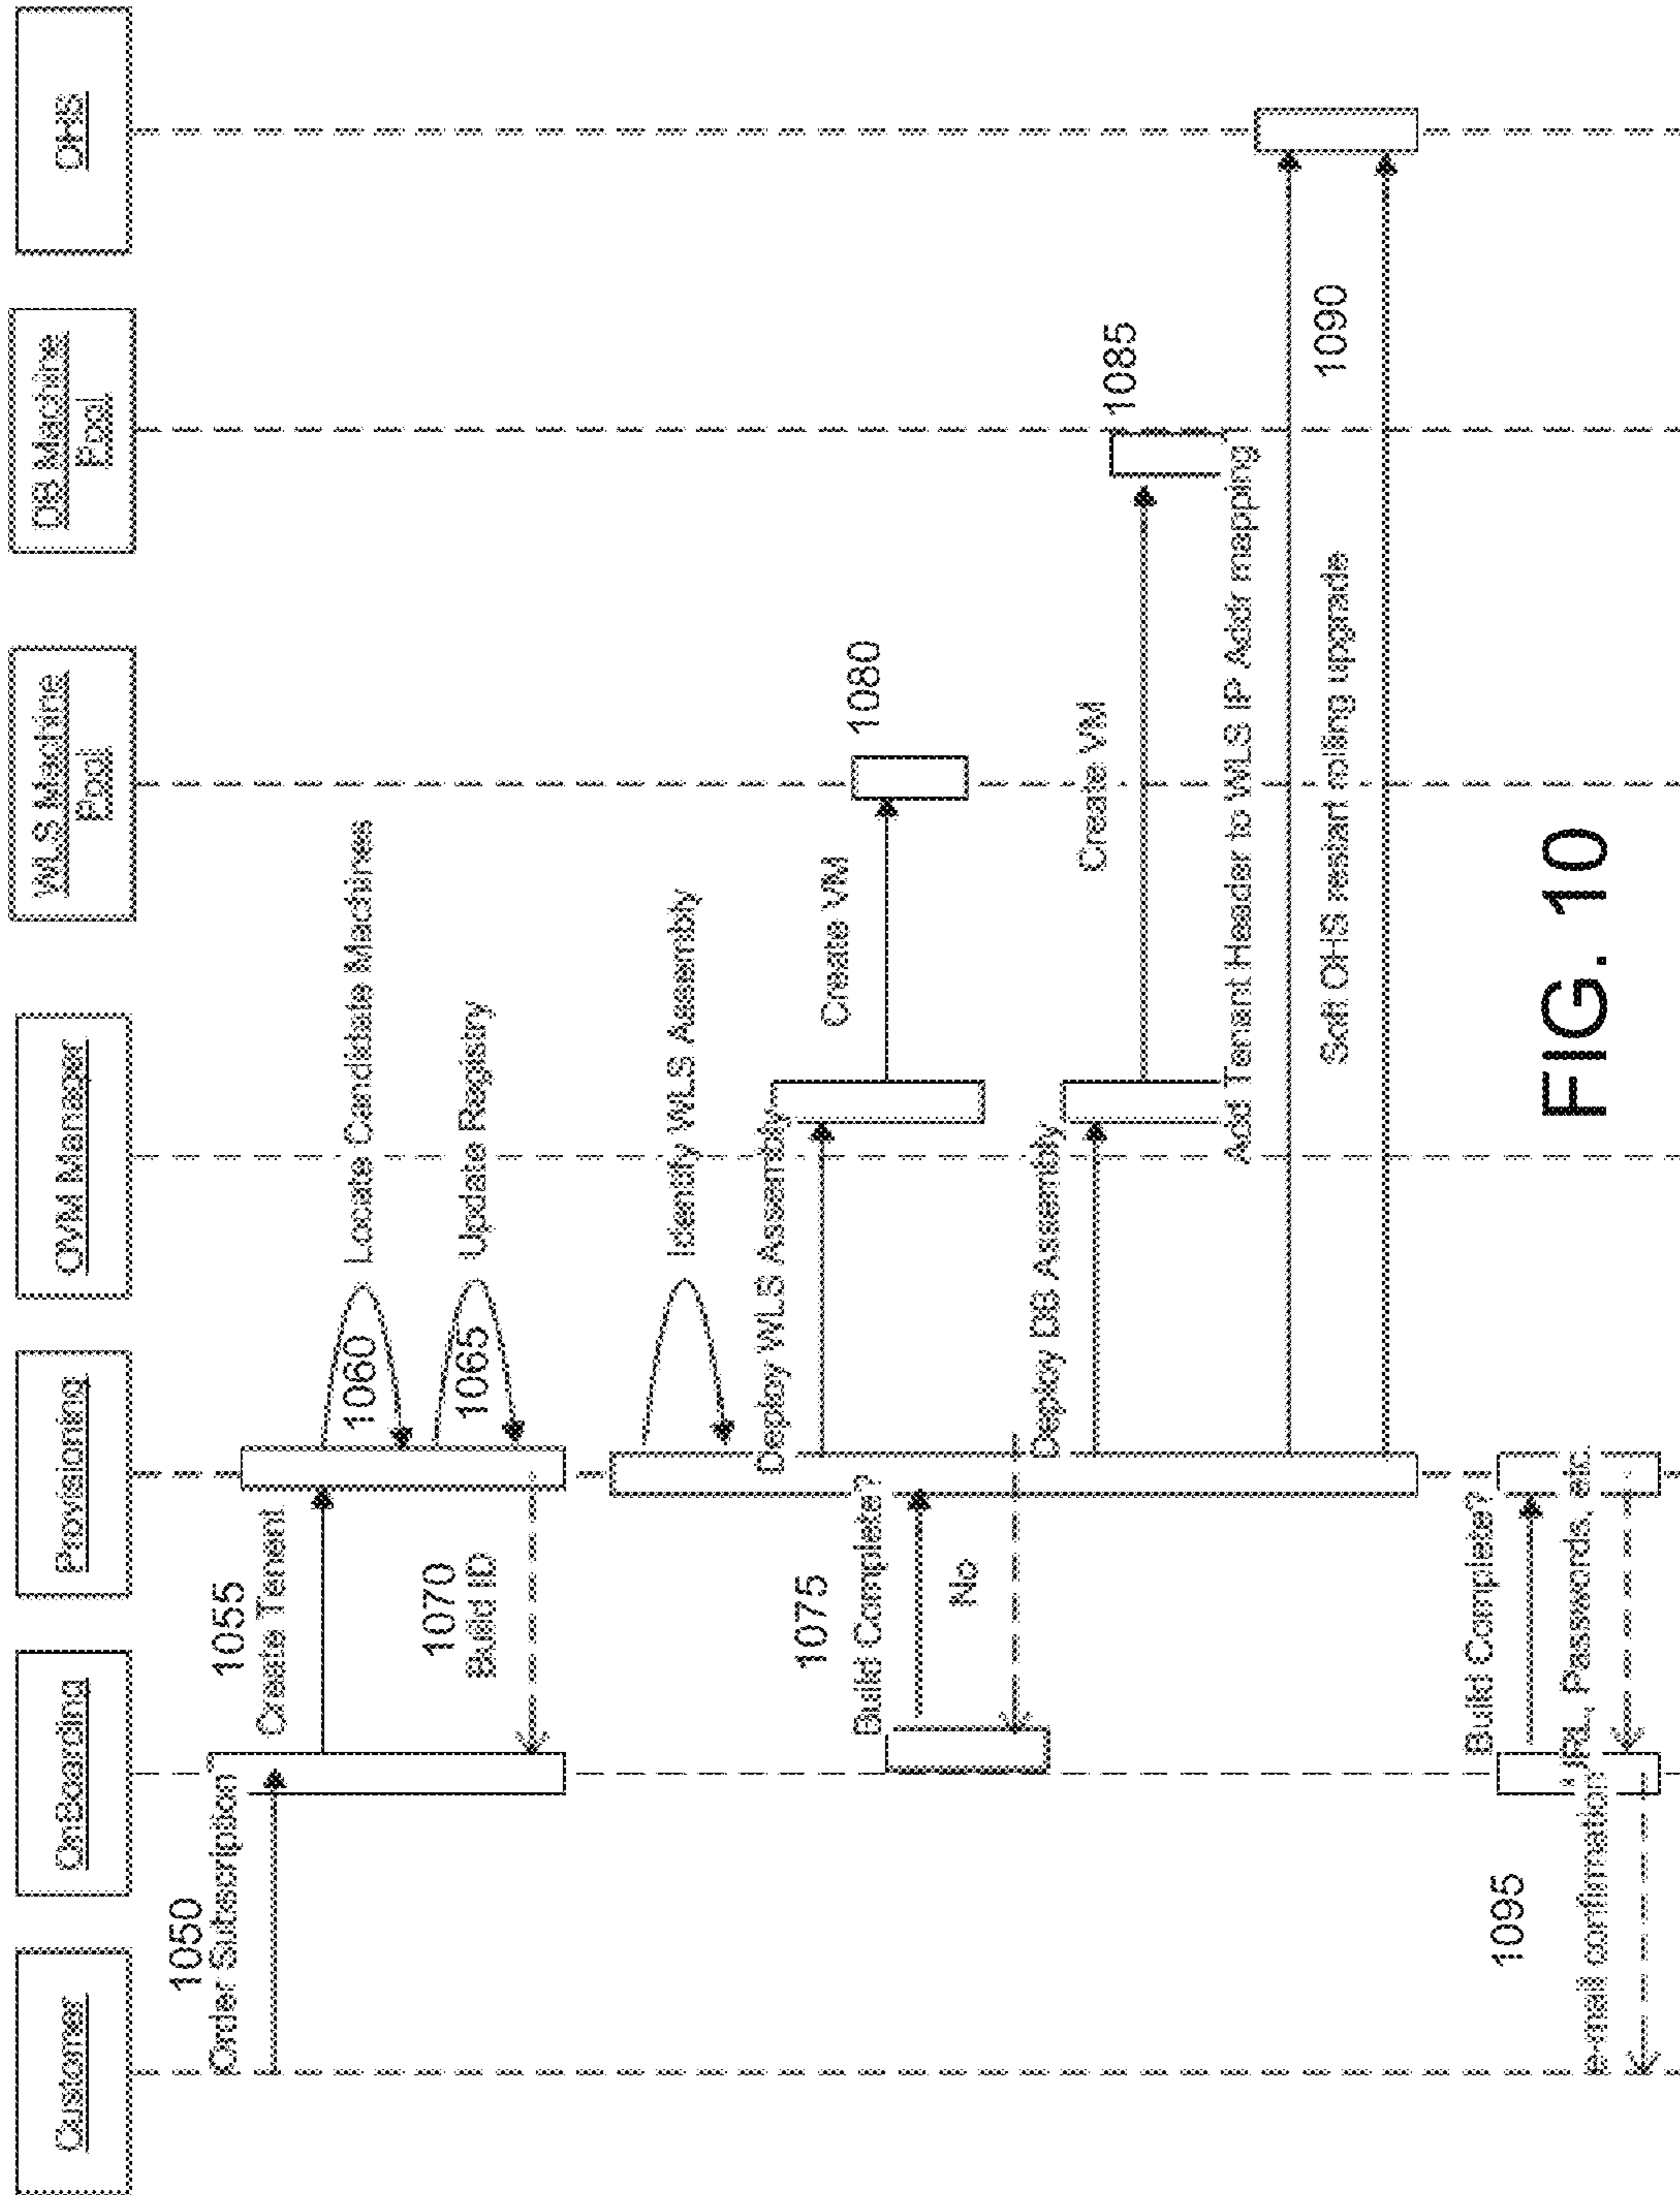 Customer
OnBoarding
Provisioning
OVM Manager
WLS Machine
Pool
DB Machine
Pool
OHS
1050
Order Subscription
1055
Create Tenent
1060
Locate Candidate Machines
1065
Update Registry
1070
Build ID
Identify WLS Assembly
Deploy WLS Assembly
1075
Build Complete?
No
Create VM
1080
Deploy DB Assembly
Create VM
1085
Add Tenant Header to WLS IP Addr mapping
1090
Soft OHS restart rolling upgrade
1095
Build Complete?
URL, Passwords, etc.
e-mail confirmation
FIG. 10